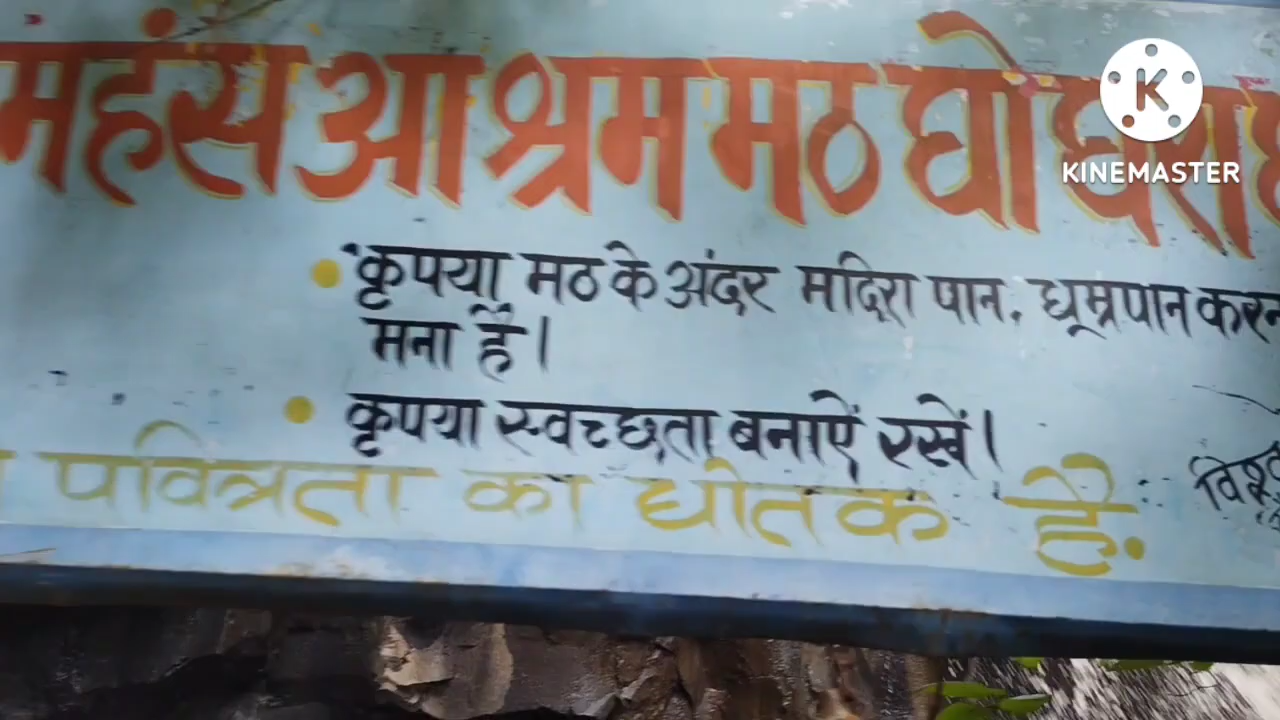 महंस आश्रम मठ घोघरा
K
KINEMASTER
• कृपया मठ के अंदर मदिरा पान, धूम्रपान करन
मना है।
• कृपया स्वच्छता बनाऐं रखें।
पवित्रता का धोतक है.